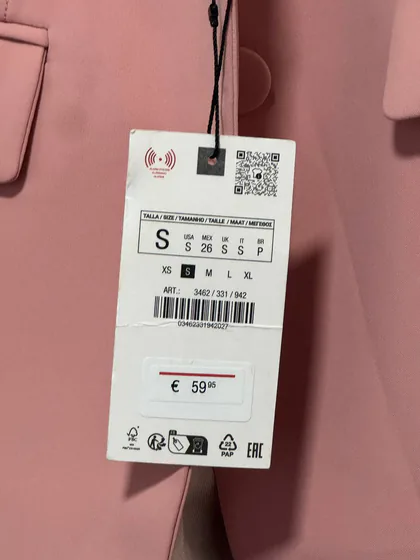 TALLA / SIZE / TAMANHO / TAILLE / MAAT / ΜΕΓΕΘΟΣ
S USA MEX UK IT BR
S 26 S S P
XS S M L XL
ART.: 3462 / 331 / 942
03462331942027
€ 59 95
FSC
22
PAP
EAC